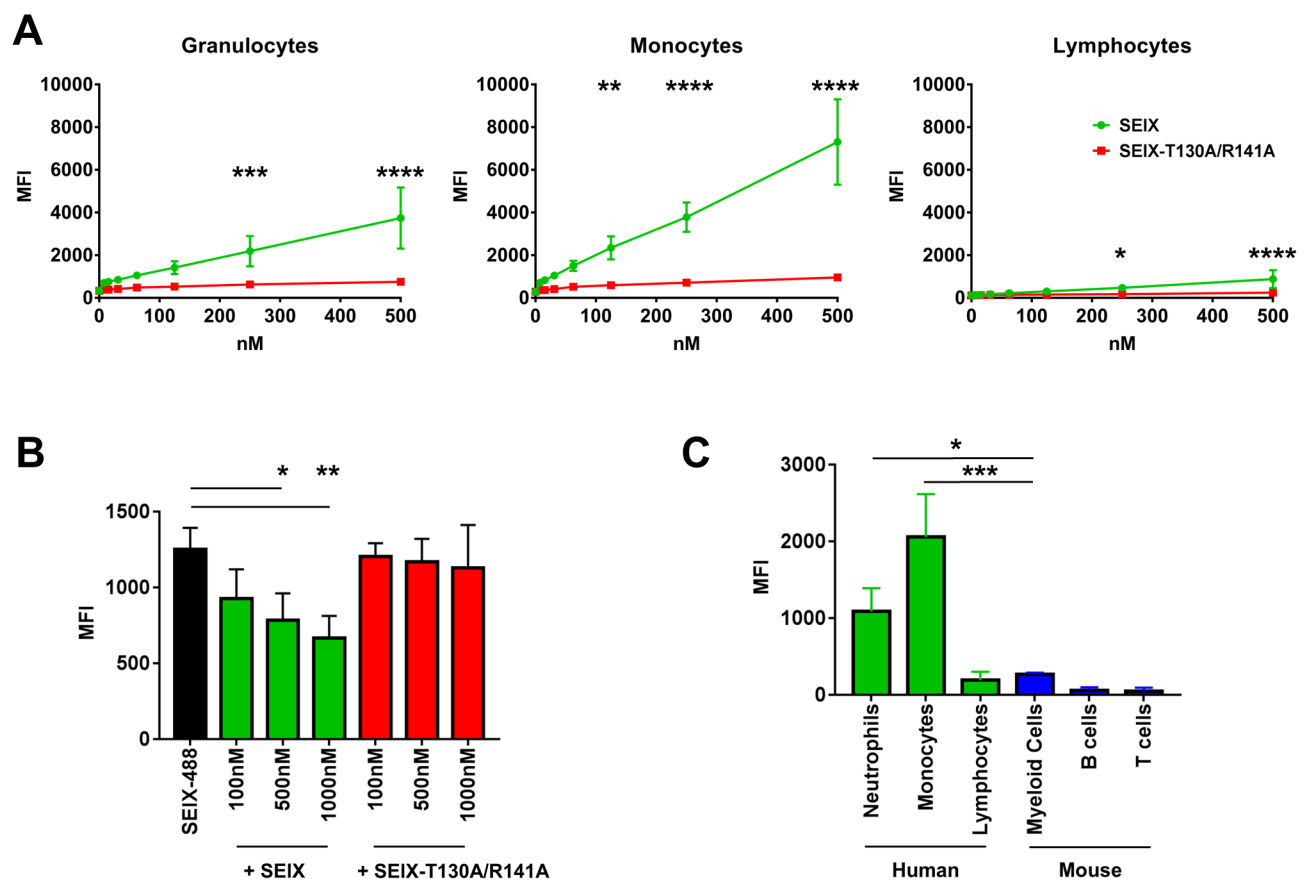 A
Granulocytes
Monocytes
Lymphocytes
10000
8000
6000
4000
2000
0
MFI
*** ****
0 100 200 300 400 500
nM
10000
8000
6000
4000
2000
0
MFI
** **** ****
0 100 200 300 400 500
nM
10000
8000
6000
4000
2000
0
MFI
SEIX
SEIX-T130A/R141A
* ****
0 100 200 300 400 500
nM
B
* **
1500
1000
500
0
MFI
SEIX-488
100nM
500nM
1000nM
100nM
500nM
1000nM
+ SEIX
+ SEIX-T130A/R141A
C
*
***
3000
2000
1000
0
MFI
Neutrophils
Monocytes
Lymphocytes
Myeloid Cells
B cells
T cells
Human
Mouse